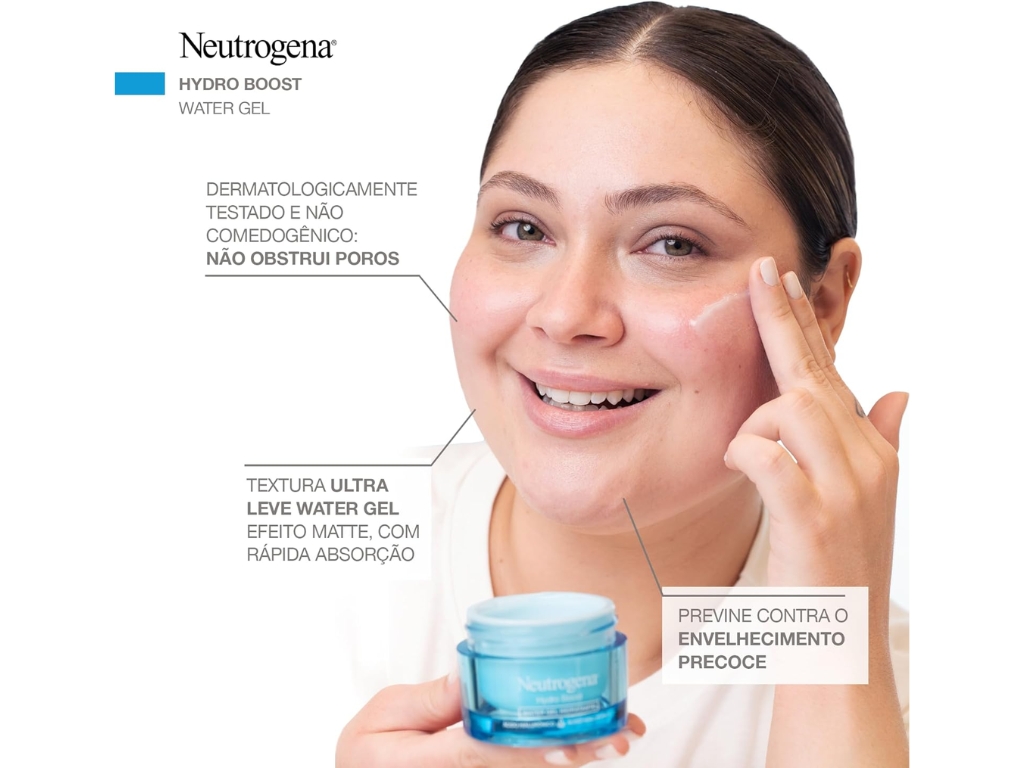 Neutrogena®
HYDRO BOOST
WATER GEL
DERMATOLOGICAMENTE
TESTADO E NÃO
COMEDOGÊNICO:
NÃO OBSTRUI POROS
TEXTURA ULTRA
LEVE WATER GEL
EFEITO MATTE, COM
RÁPIDA ABSORÇÃO
PREVINE CONTRA O
ENVELHECIMENTO
PRECOCE
Neutrogena
Hydro Boost